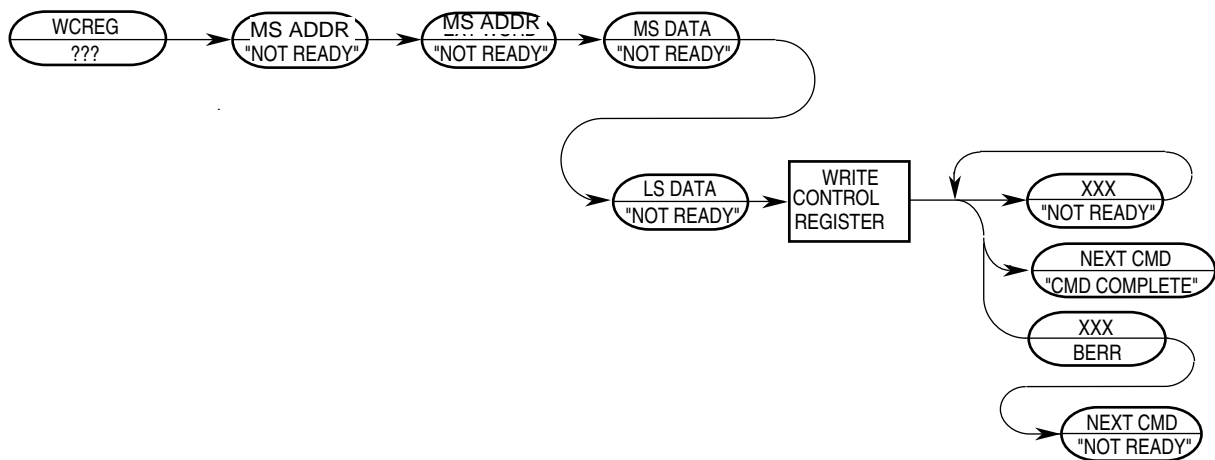 WCREG
???
MS ADDR
"NOT READY"
MS ADDR
"NOT READY"
MS DATA
"NOT READY"
LS DATA
"NOT READY"
WRITE
CONTROL
REGISTER
XXX
"NOT READY"
NEXT CMD
"CMD COMPLETE"
XXX
BERR
NEXT CMD
"NOT READY"